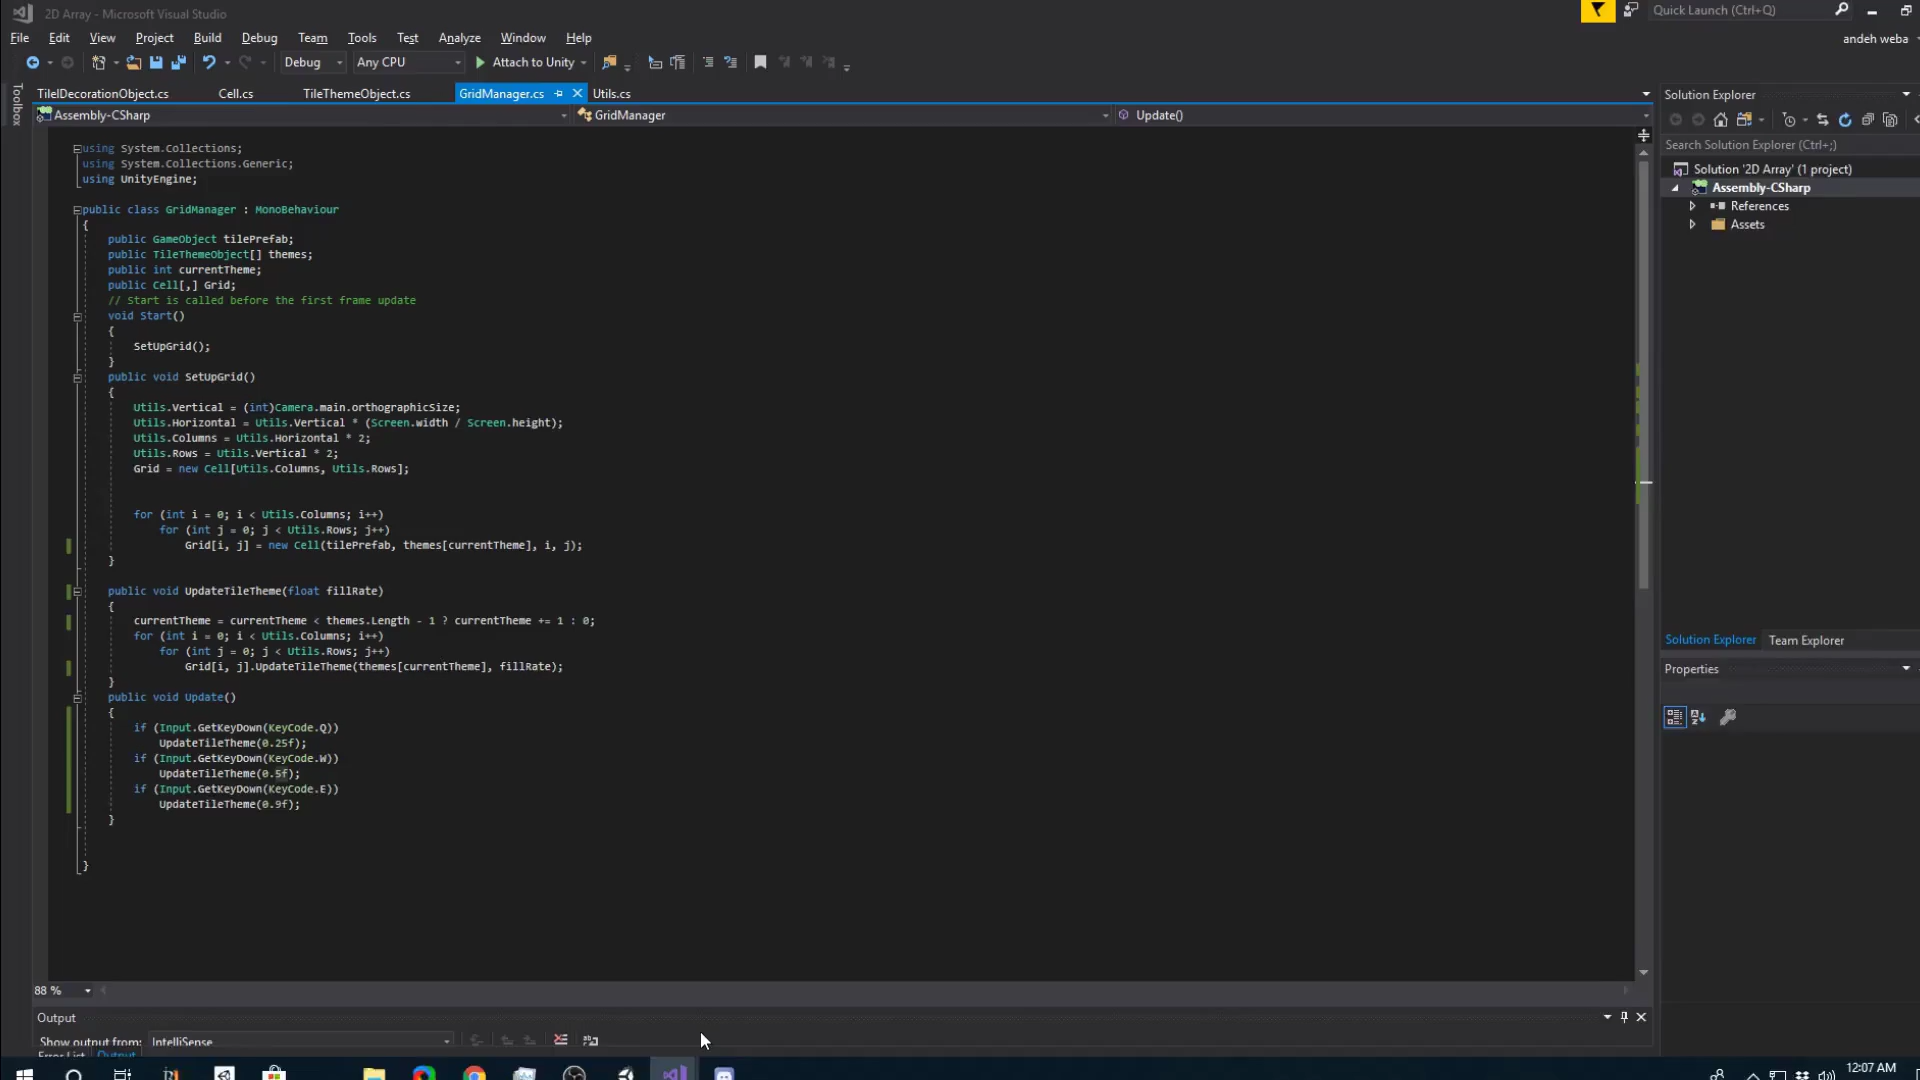 2D Array - Microsoft Visual Studio
Quick Launch (Ctrl+Q)
File Edit View Project Build Debug Team Tools Test Analyze Window Help
andeh weba
Debug Any CPU Attach to Unity
Toolbox
TileIDecorationObject.cs Cell.cs TileThemeObject.cs GridManager.cs Utils.cs
Assembly-CSharp GridManager Update()
using System.Collections;
using System.Collections.Generic;
using UnityEngine;
public class GridManager : MonoBehaviour
{
public GameObject tilePrefab;
public TileThemeObject[] themes;
public int currentTheme;
public Cell[,] Grid;
// Start is called before the first frame update
void Start()
{
SetUpGrid();
}
public void SetUpGrid()
{
Utils.Vertical = (int)Camera.main.orthographicSize;
Utils.Horizontal = Utils.Vertical * (Screen.width / Screen.height);
Utils.Columns = Utils.Horizontal * 2;
Utils.Rows = Utils.Vertical * 2;
Grid = new Cell[Utils.Columns, Utils.Rows];
for (int i = 0; i < Utils.Columns; i++)
for (int j = 0; j < Utils.Rows; j++)
Grid[i, j] = new Cell(tilePrefab, themes[currentTheme], i, j);
}
public void UpdateTileTheme(float fillRate)
{
currentTheme = currentTheme < themes.Length - 1 ? currentTheme += 1 : 0;
for (int i = 0; i < Utils.Columns; i++)
for (int j = 0; j < Utils.Rows; j++)
Grid[i, j].UpdateTileTheme(themes[currentTheme], fillRate);
}
public void Update()
{
if (Input.GetKeyDown(KeyCode.Q))
UpdateTileTheme(0.25f);
if (Input.GetKeyDown(KeyCode.W))
UpdateTileTheme(0.5f);
if (Input.GetKeyDown(KeyCode.E))
UpdateTileTheme(0.9f);
}
}
88 %
Output
Show output from: IntelliSense
Error List Output
Solution Explorer
Search Solution Explorer (Ctrl+;)
Solution '2D Array' (1 project)
Assembly-CSharp
References
Assets
Solution Explorer Team Explorer
Properties
12:07 AM